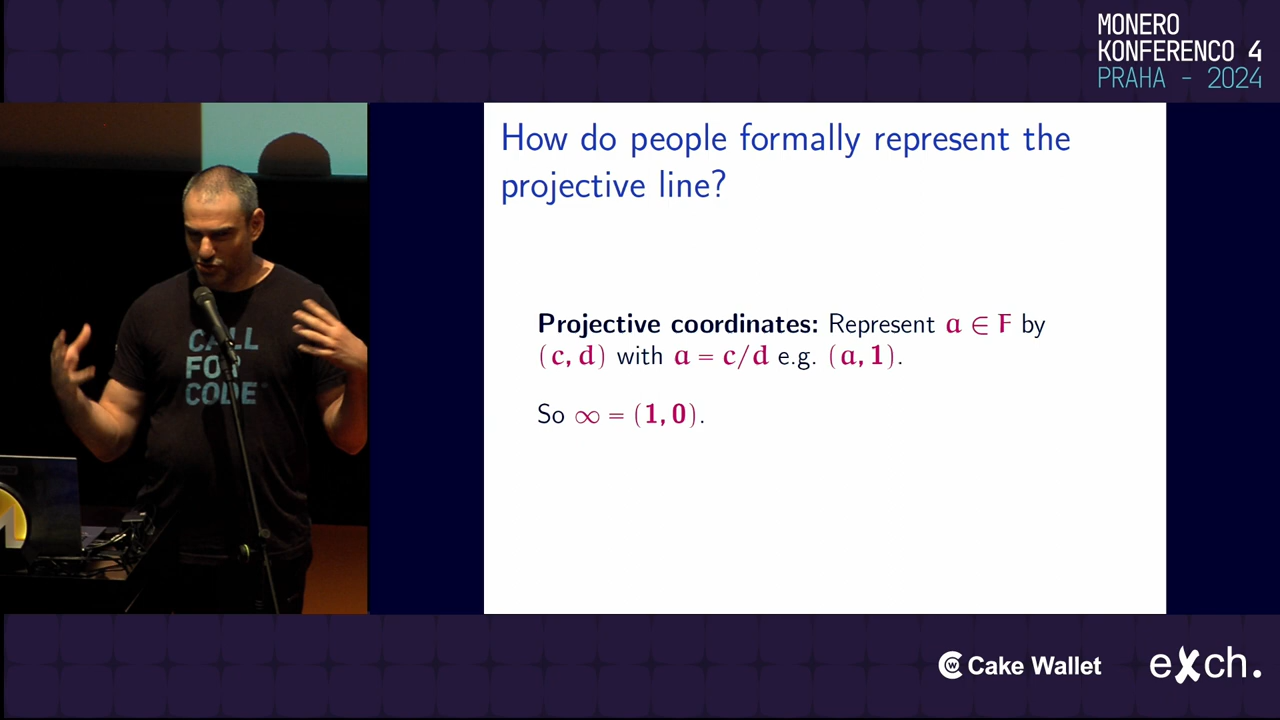 MONERO
KONFERENCO 4
PRAHA - 2024
How do people formally represent the
projective line?
Projective coordinates: Represent a ∈ F by
(c, d) with a = c/d e.g. (a, 1).
So ∞ = (1, 0).
CALL
FOR
CODE
Cake Wallet
exch.